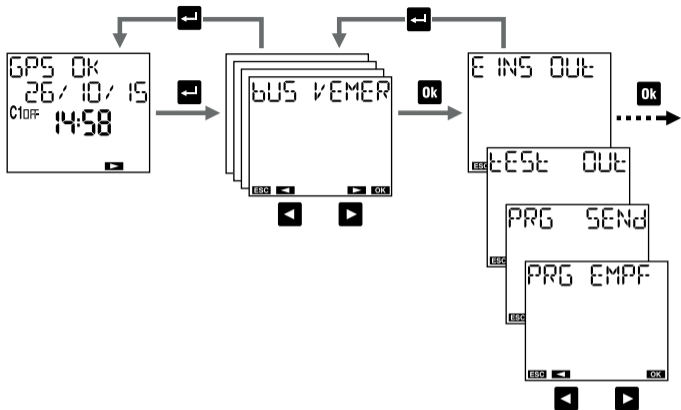 GPS OK
26/10/15
C1OFF 14:58
bUS VEMER
ESC OK
Ok
E INS OUt
Ok
ESC
tESt OUt
ESC
PRG SENd
ESC
PRG EMPF
ESC OK